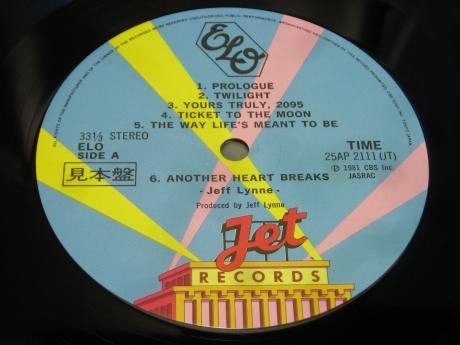 ELO
1. PROLOGUE
2. TWILIGHT
3. YOURS TRULY, 2095
4. TICKET TO THE MOON
5. THE WAY LIFE'S MEANT TO BE
33⅓ STEREO
ELO
SIDE A
TIME
25AP 2111 (JT)
Ⓟ 1981 CBS Inc.
JASRAC
見本盤
6. ANOTHER HEART BREAKS
- Jeff Lynne -
Produced by Jeff Lynne
Jet
RECORDS